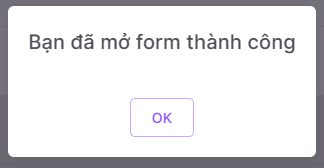 Bạn đã mở form thành công
OK